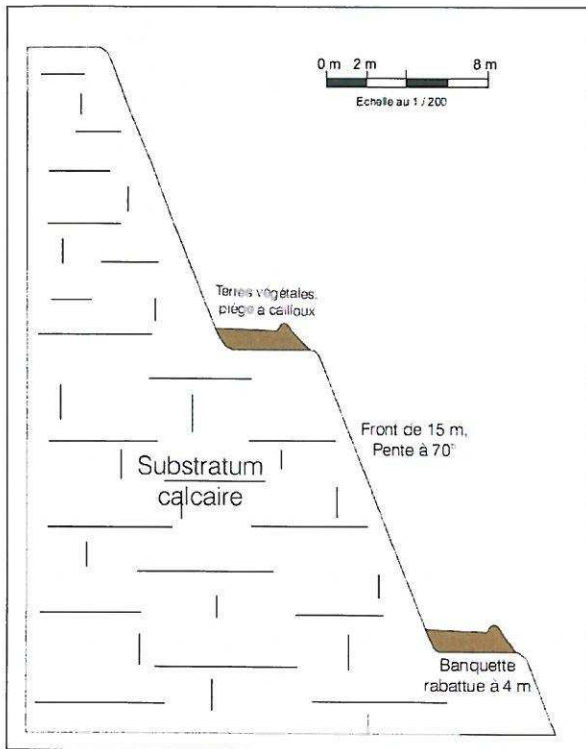 0 m 2 m 8 m
Echelle au 1 / 200
Terres végétales,
piège a cailloux
Front de 15 m,
Pente à 70°
Substratum
calcaire
Banquette
rabattue à 4 m